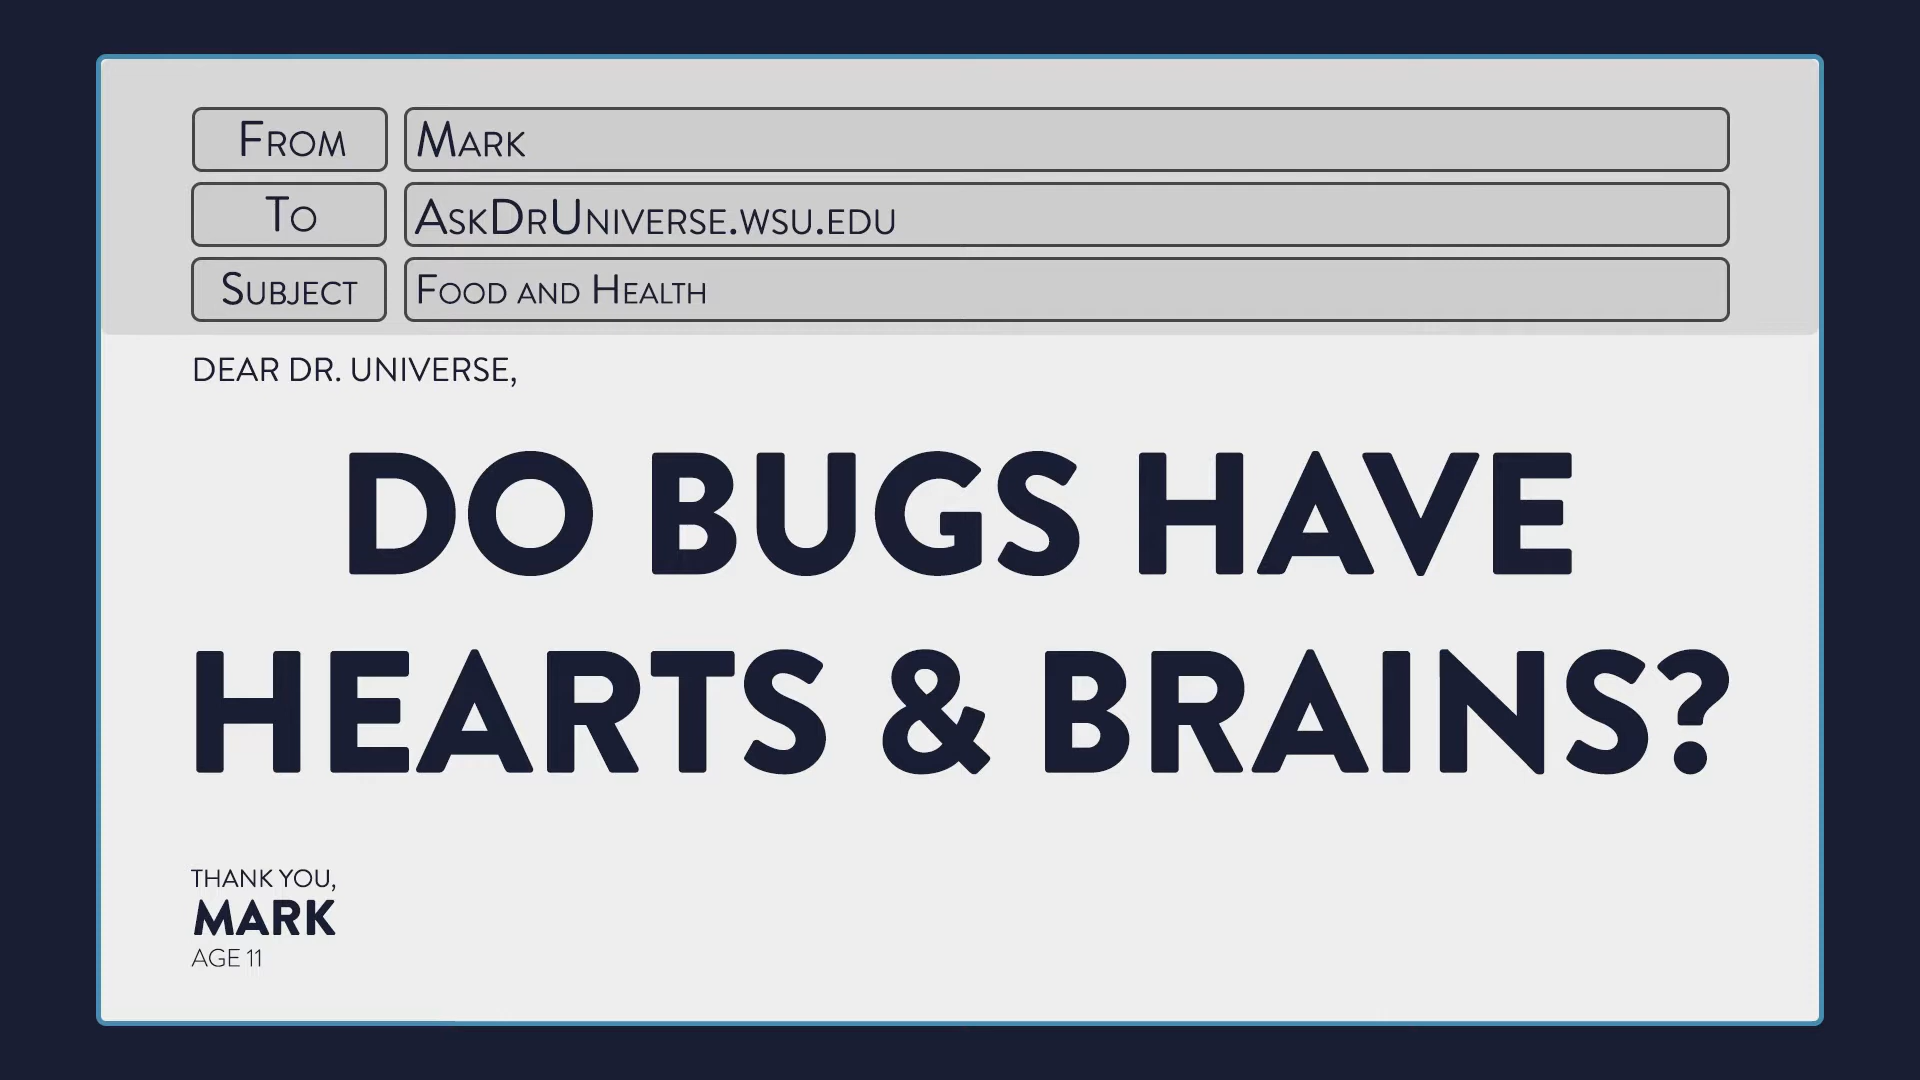 From Mark
To AskDrUniverse.wsu.edu
Subject Food and Health
DEAR DR. UNIVERSE,
DO BUGS HAVE
HEARTS & BRAINS?
THANK YOU,
MARK
AGE 11